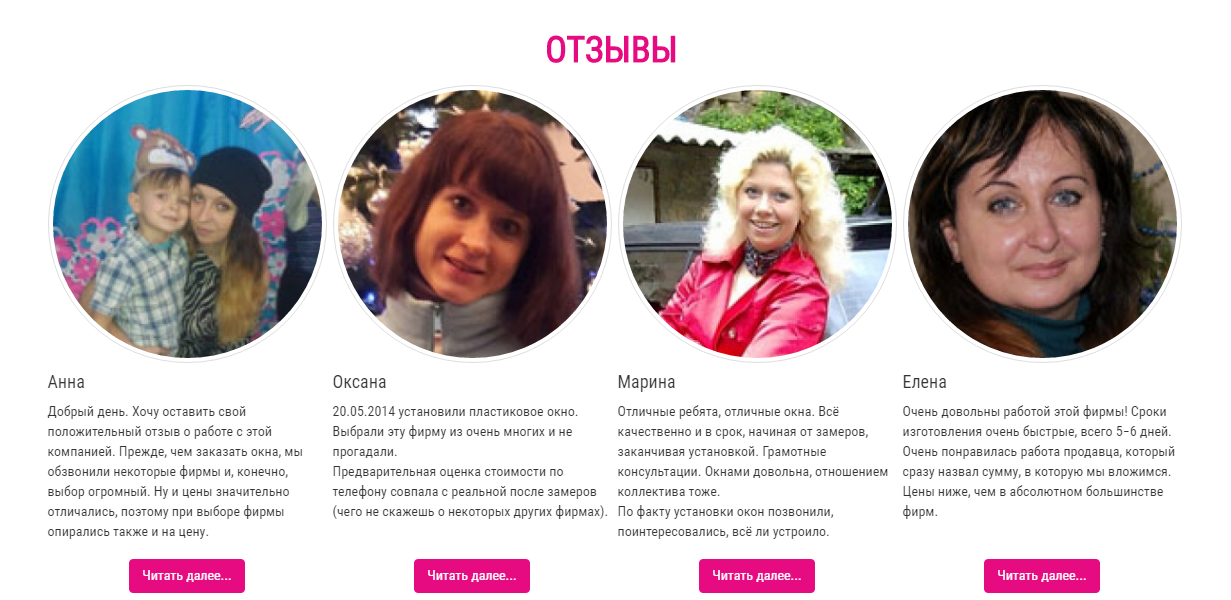 ОТЗЫВЫ
Анна
Добрый день. Хочу оставить свой
положительный отзыв о работе с этой
компанией. Прежде, чем заказать окна, мы
обзвонили некоторые фирмы и, конечно,
выбор огромный. Ну и цены значительно
отличались, поэтому при выборе фирмы
опирались также и на цену.
Читать далее...
Оксана
20.05.2014 установили пластиковое окно.
Выбрали эту фирму из очень многих и не
прогадали.
Предварительная оценка стоимости по
телефону совпала с реальной после замеров
(чего не скажешь о некоторых других фирмах).
Читать далее...
Марина
Отличные ребята, отличные окна. Всё
качественно и в срок, начиная от замеров,
заканчивая установкой. Грамотные
консультации. Окнами довольна, отношением
коллектива тоже.
По факту установки окон позвонили,
поинтересовались, всё ли устроило.
Читать далее...
Елена
Очень довольны работой этой фирмы! Сроки
изготовления очень быстрые, всего 5-6 дней.
Очень понравилась работа продавца, который
сразу назвал сумму, в которую мы вложимся.
Цены ниже, чем в абсолютном большинстве
фирм.
Читать далее...